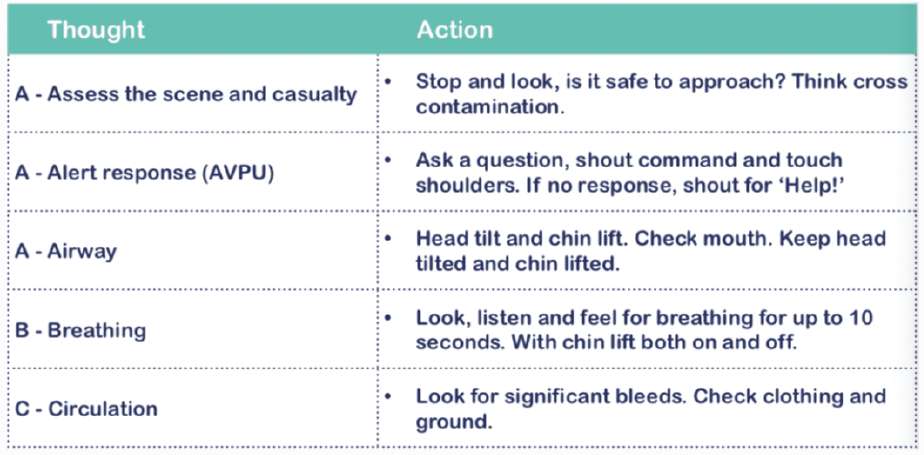 Thought Action
A - Assess the scene and casualty
• Stop and look, is it safe to approach? Think cross
contamination.
A - Alert response (AVPU)
• Ask a question, shout command and touch
shoulders. If no response, shout for ‘Help!’
A - Airway
• Head tilt and chin lift. Check mouth. Keep head
tilted and chin lifted.
B - Breathing
• Look, listen and feel for breathing for up to 10
seconds. With chin lift both on and off.
C - Circulation
• Look for significant bleeds. Check clothing and
ground.